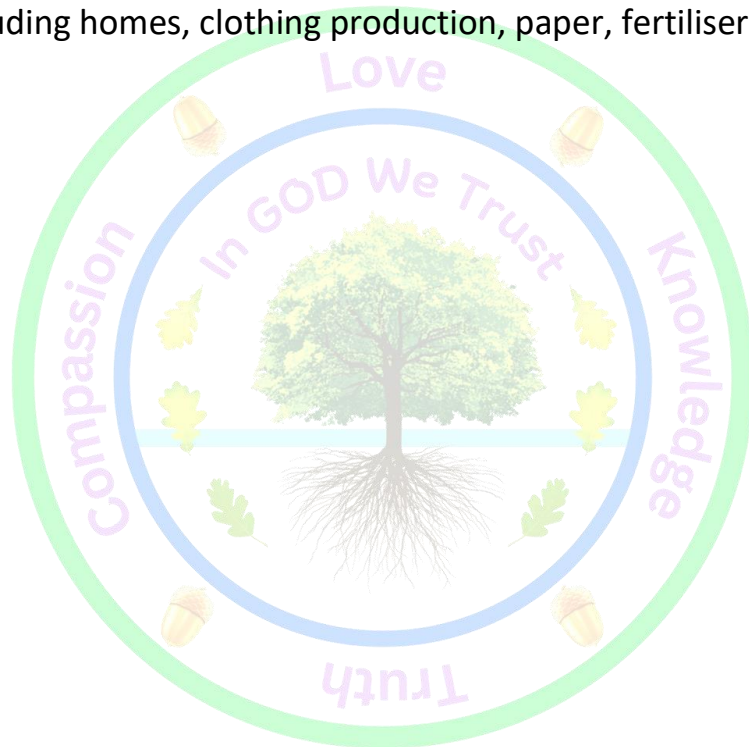 uding homes, clothing production, paper, fertiliser
Love
In GOD We Trust
Compassion
Knowledge
Truth